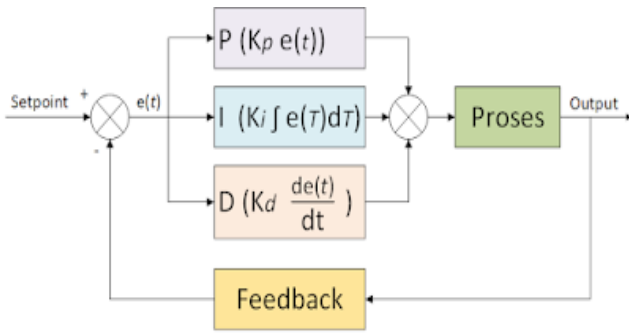 P (Kp e(t))
Setpoint
+
e(t)
I (Ki ∫ e(τ)dτ)
Proses
Output
-
D (Kd de(t)/dt )
Feedback